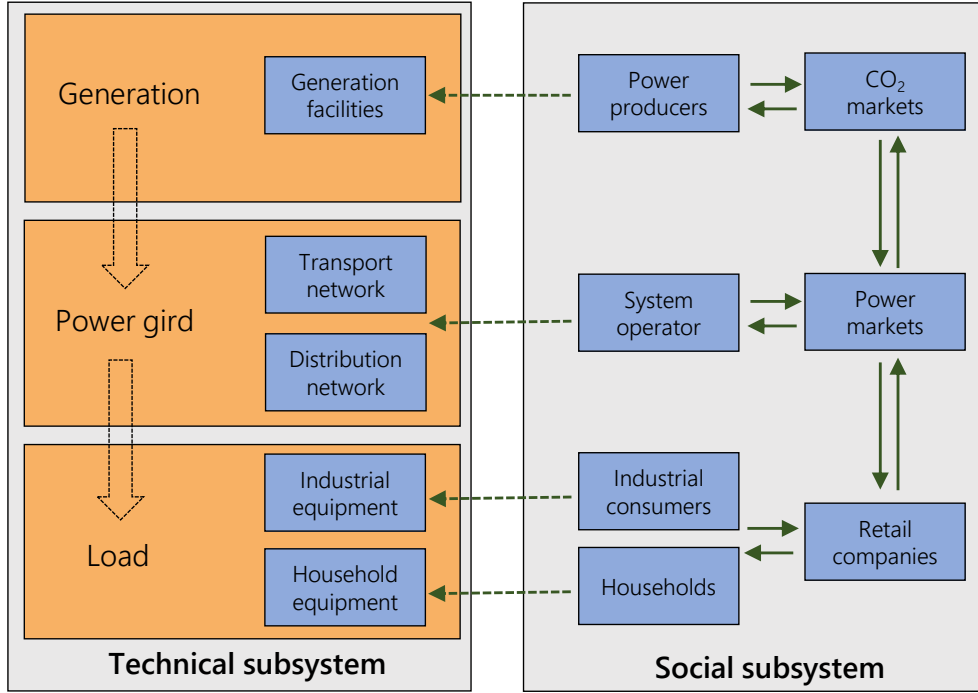 Generation
Generation
facilities
Power
producers
CO₂
markets
Transport
network
Power gird
Distribution
network
System
operator
Power
markets
Industrial
equipment
Industrial
consumers
Load
Household
equipment
Households
Retail
companies
Technical subsystem
Social subsystem